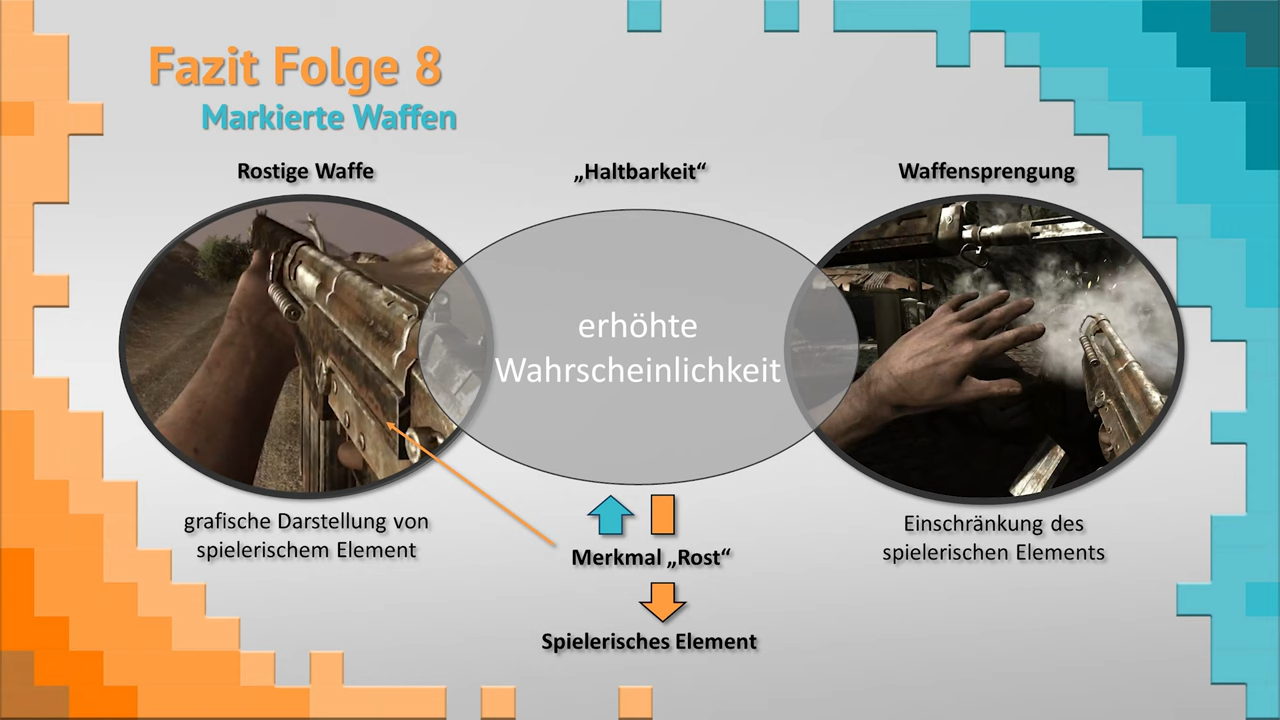 Fazit Folge 8
Markierte Waffen
Rostige Waffe
„Haltbarkeit“
Waffensprengung
erhöhte
Wahrscheinlichkeit
grafische Darstellung von
spielerischem Element
Einschränkung des
spielerischen Elements
Merkmal „Rost“
Spielerisches Element